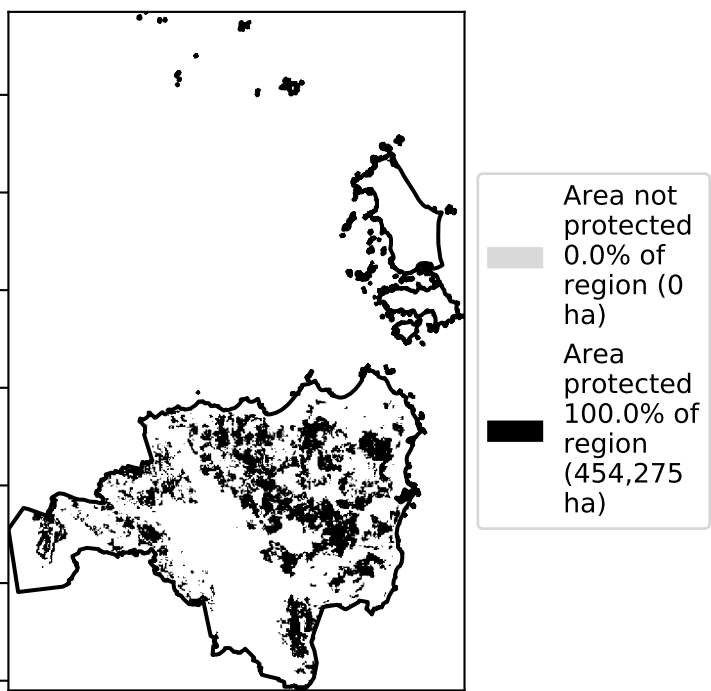 Area not
protected
0.0% of
region (0
ha)
Area
protected
100.0% of
region
(454,275
ha)